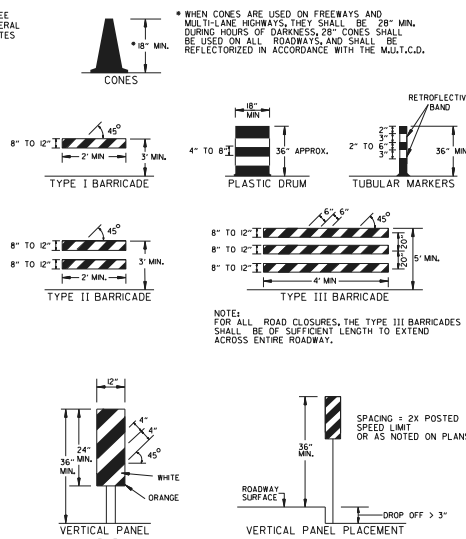 EE
ERAL
TES
* 18" MIN.
CONES
* WHEN CONES ARE USED ON FREEWAYS AND
MULTI-LANE HIGHWAYS, THEY SHALL BE 28" MIN.
DURING HOURS OF DARKNESS, 28" CONES SHALL
BE USED ON ALL ROADWAYS, AND SHALL BE
REFLECTORIZED IN ACCORDANCE WITH THE M.U.T.C.D.
45°
8" TO 12"
2' MIN
3' MIN.
TYPE I BARRICADE
18"
MIN
4" TO 8"
36" APPROX.
PLASTIC DRUM
RETROFLECTIV
BAND
2"
3"
2" TO 6"
3"
36" MIN
TUBULAR MARKERS
45°
8" TO 12"
8" TO 12"
2' MIN
3' MIN.
TYPE II BARRICADE
6" 6"
45°
8" TO 12"
8" TO 12"
8" TO 12"
20"
20"
5' MIN.
4' MIN
TYPE III BARRICADE
NOTE:
FOR ALL ROAD CLOSURES, THE TYPE III BARRICADES
SHALL BE OF SUFFICIENT LENGTH TO EXTEND
ACROSS ENTIRE ROADWAY.
12"
4"
4"
45°
24"
MIN.
36"
MIN.
WHITE
ORANGE
VERTICAL PANEL
36"
MIN.
SPACING = 2X POSTED
SPEED LIMIT
OR AS NOTED ON PLANS
ROADWAY
SURFACE
DROP OFF > 3"
VERTICAL PANEL PLACEMENT